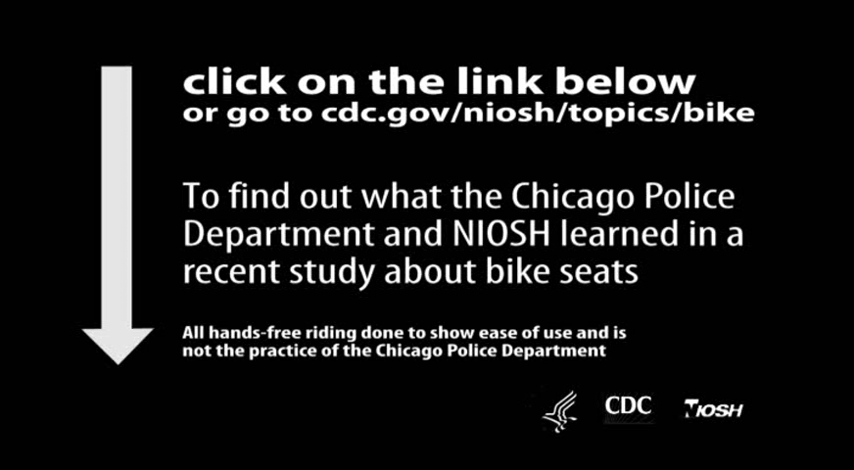 click on the link below
or go to cdc.gov/niosh/topics/bike
To find out what the Chicago Police
Department and NIOSH learned in a
recent study about bike seats
All hands-free riding done to show ease of use and is
not the practice of the Chicago Police Department
CDC NIOSH